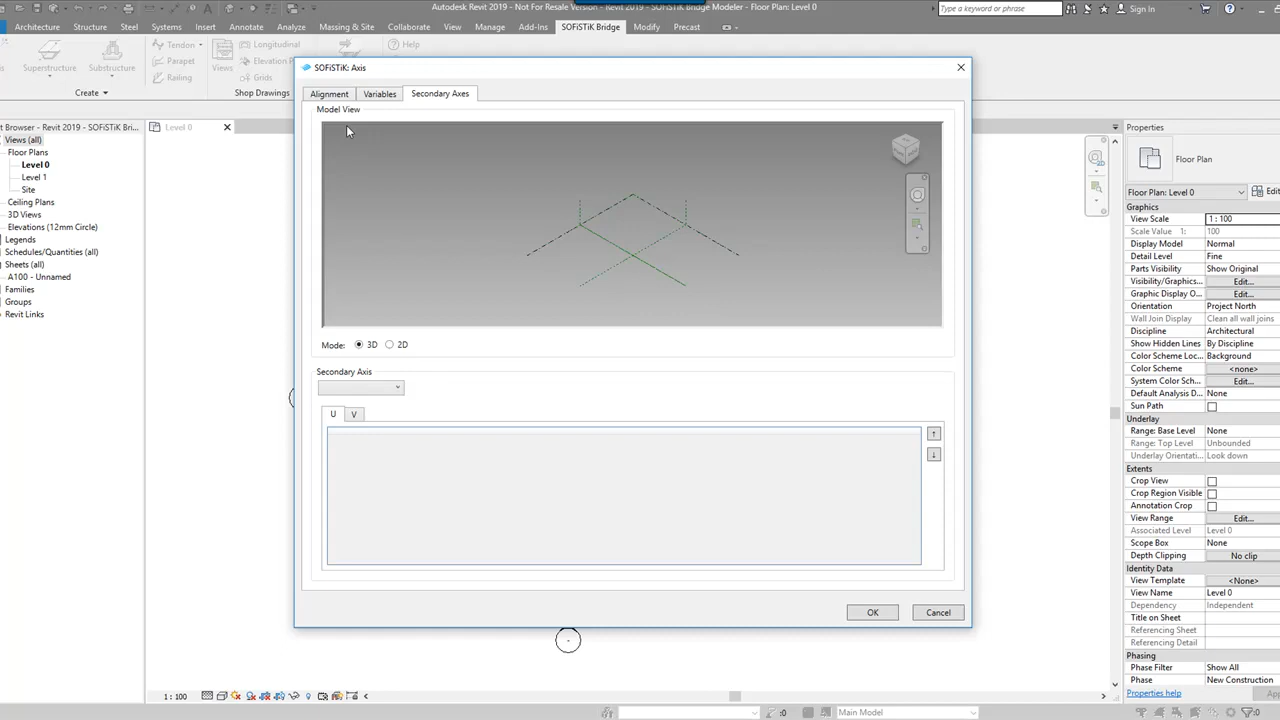 Autodesk Revit 2019 - Not For Resale Version - SOFiSTiK Bridge Modeler - Floor Plan: Level 0
Type a keyword or phrase
Sign In
Architecture Structure Steel Systems Insert Annotate Analyze Massing & Site Collaborate View Manage Add-Ins SOFiSTiK Bridge Modify Precast
Superstructure
Substructure
Tendon
Parapet
Railing
Create
Views
Longitudinal
Elevation
Grids
Shop Drawings
Help
SOFiSTiK: Axis
Alignment Variables Secondary Axes
Model View
Mode: 3D 2D
Secondary Axis
U V
OK Cancel
t Browser - Revit 2019 - SOFiSTiK Bri...
Views (all)
Floor Plans
Level 0
Level 1
Site
Ceiling Plans
3D Views
Elevations (12mm Circle)
Legends
Schedules/Quantities (all)
Sheets (all)
A100 - Unnamed
Families
Groups
Revit Links
Level 0
Properties
Floor Plan
Floor Plan: Level 0 Edit
Graphics
View Scale 1 : 100
Scale Value 1: 100
Display Model Normal
Detail Level Fine
Parts Visibility Show Original
Visibility/Graphics... Edit...
Graphic Display O... Edit...
Orientation Project North
Wall Join Display Clean all wall joins
Discipline Architectural
Show Hidden Lines By Discipline
Color Scheme Loc... Background
Color Scheme <none>
System Color Sch... Edit...
Default Analysis D... None
Sun Path
Underlay
Range: Base Level None
Range: Top Level Unbounded
Underlay Orientati... Look down
Extents
Crop View
Crop Region Visible
Annotation Crop
View Range Edit...
Associated Level Level 0
Scope Box None
Depth Clipping No clip
Identity Data
View Template <None>
View Name Level 0
Dependency Independent
Title on Sheet
Referencing Sheet
Referencing Detail
Phasing
Phase Filter Show All
Phase New Construction
Properties help
1 : 100
:0 Main Model :0